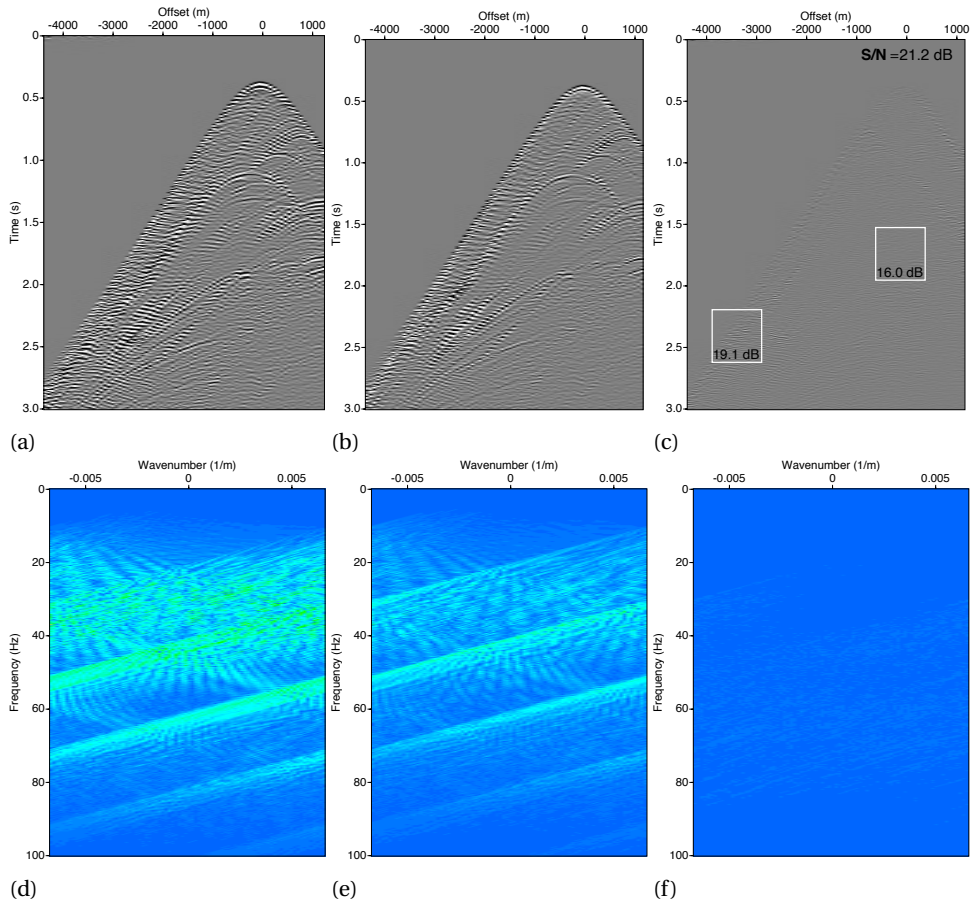 Offset (m) Offset (m) Offset (m)
-4000 -3000 -2000 -1000 0 1000 -4000 -3000 -2000 -1000 0 1000 -4000 -3000 -2000 -1000 0 1000
0 0 0
S/N =21.2 dB
0.5 0.5 0.5
1.0 1.0 1.0
Time (s) Time (s) Time (s)
1.5 1.5 1.5
16.0 dB
2.0 2.0 2.0
2.5 2.5 2.5
19.1 dB
3.0 3.0 3.0
(a) (b) (c)
Wavenumber (1/m) Wavenumber (1/m) Wavenumber (1/m)
-0.005 0 0.005 -0.005 0 0.005 -0.005 0 0.005
0 0 0
20 20 20
40 40 40
Frequency (Hz) Frequency (Hz) Frequency (Hz)
60 60 60
80 80 80
100 100 100
(d) (e) (f)